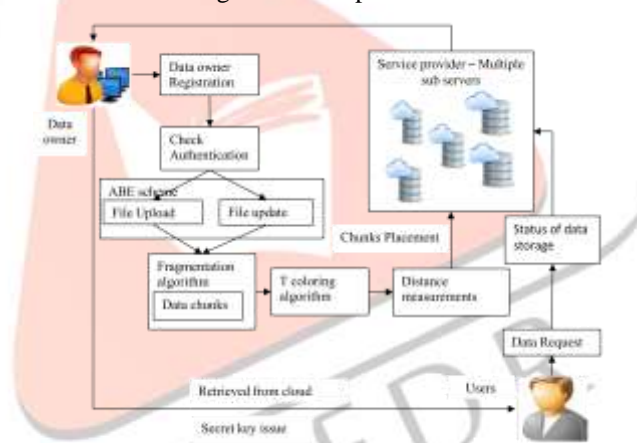 Data owner
Registration
Service provider – Multiple
sub servers
Data
owner
Check
Authentication
ABE scheme
File Upload
File update
Chunks Placement
Status of data
storage
Fragmentation
algorithm
Data chunks
T coloring
algorithm
Distance
measurements
Data Request
Retrieved from cloud
Users
Secret key issue